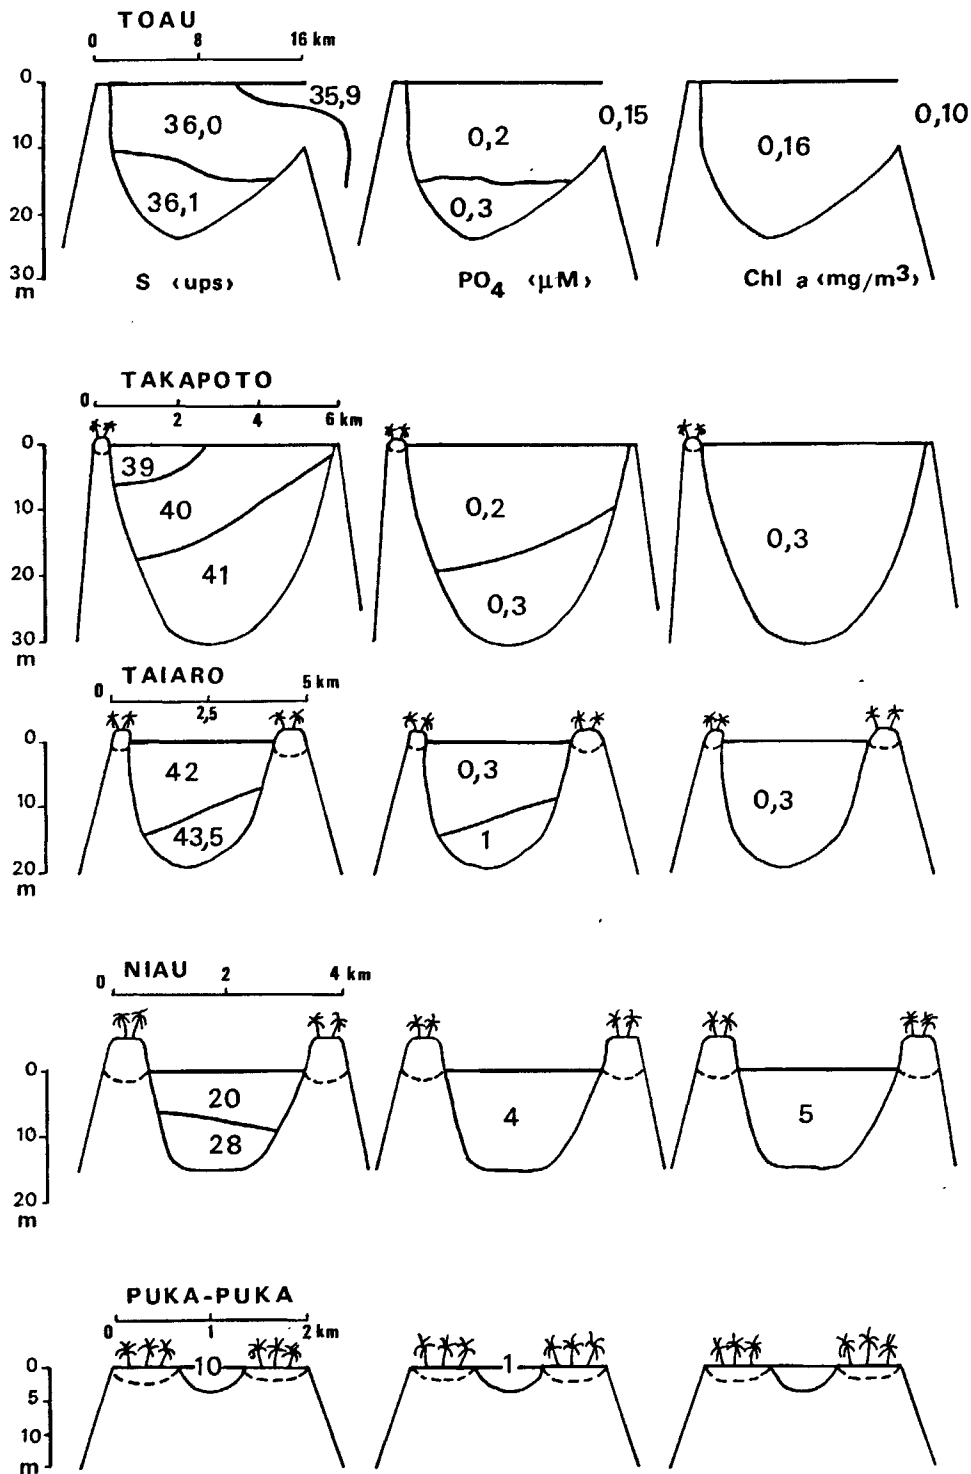 TOAU
0 8 16 km
0
10
20
30
m
36,0
35,9
36,1
S (ups)
0,2
0,15
0,3
PO4 (µM)
0,16
0,10
Chl a (mg/m3)
TAKAPOTO
0 2 4 6 km
0
10
20
30
m
39
40
41
0,2
0,3
0,3
TAIARO
0 2,5 5 km
0
10
20
m
42
43,5
0,3
1
0,3
NIAU
0 2 4 km
0
10
20
m
20
28
4
5
PUKA-PUKA
0 1 2 km
0
5
10
m
10
1